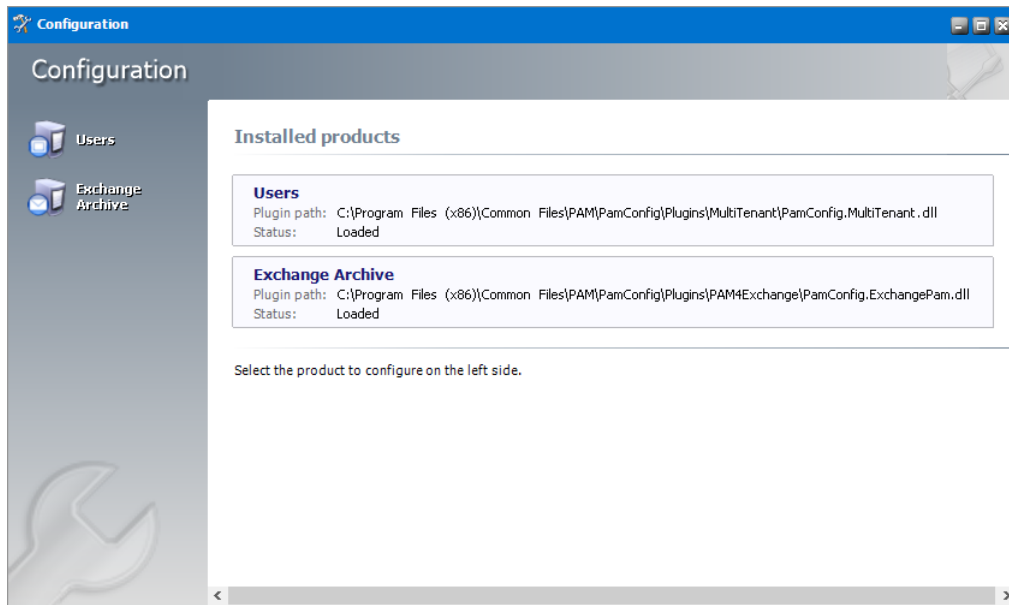 Configuration
Configuration
Users
Exchange
Archive
Installed products
Users
Plugin path: C:\Program Files (x86)\Common Files\PAM\PamConfig\Plugins\MultiTenant\PamConfig.MultiTenant.dll
Status: Loaded
Exchange Archive
Plugin path: C:\Program Files (x86)\Common Files\PAM\PamConfig\Plugins\PAM4Exchange\PamConfig.ExchangePam.dll
Status: Loaded
Select the product to configure on the left side.